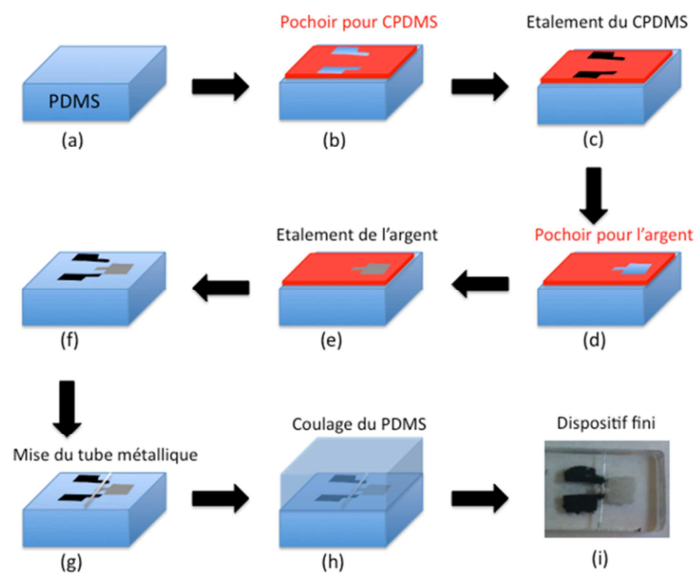 Pochoir pour CPDMS
Etalement du CPDMS
PDMS
(a)
(b)
(c)
Etalement de l'argent
Pochoir pour l'argent
(f)
(e)
(d)
Mise du tube métallique
Coulage du PDMS
Dispositif fini
(g)
(h)
(i)